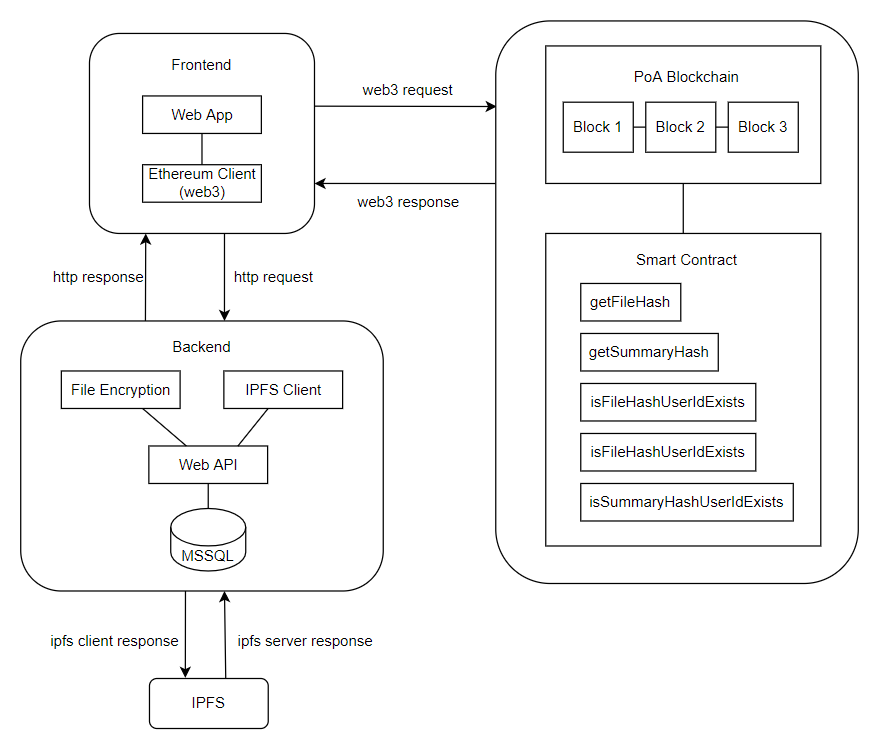 Frontend
Web App
Ethereum Client
(web3)
web3 request
web3 response
PoA Blockchain
Block 1
Block 2
Block 3
Smart Contract
getFileHash
getSummaryHash
isFileHashUserIdExists
isFileHashUserIdExists
isSummaryHashUserIdExists
http response
http request
Backend
File Encryption
IPFS Client
Web API
MSSQL
ipfs client response
ipfs server response
IPFS